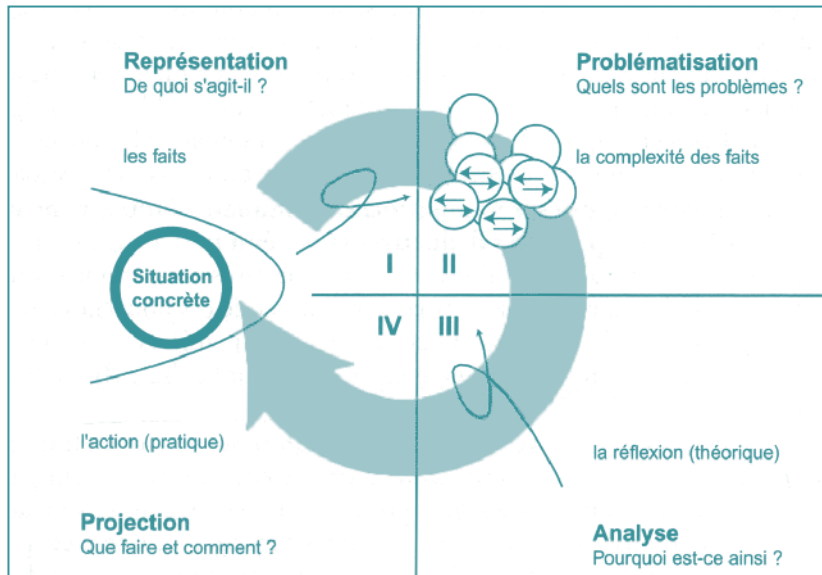 Représentation
De quoi s'agit-il ?
les faits
Problématisation
Quels sont les problèmes ?
la complexité des faits
Situation
concrète
I
II
IV
III
l'action (pratique)
Projection
Que faire et comment ?
la réflexion (théorique)
Analyse
Pourquoi est-ce ainsi ?